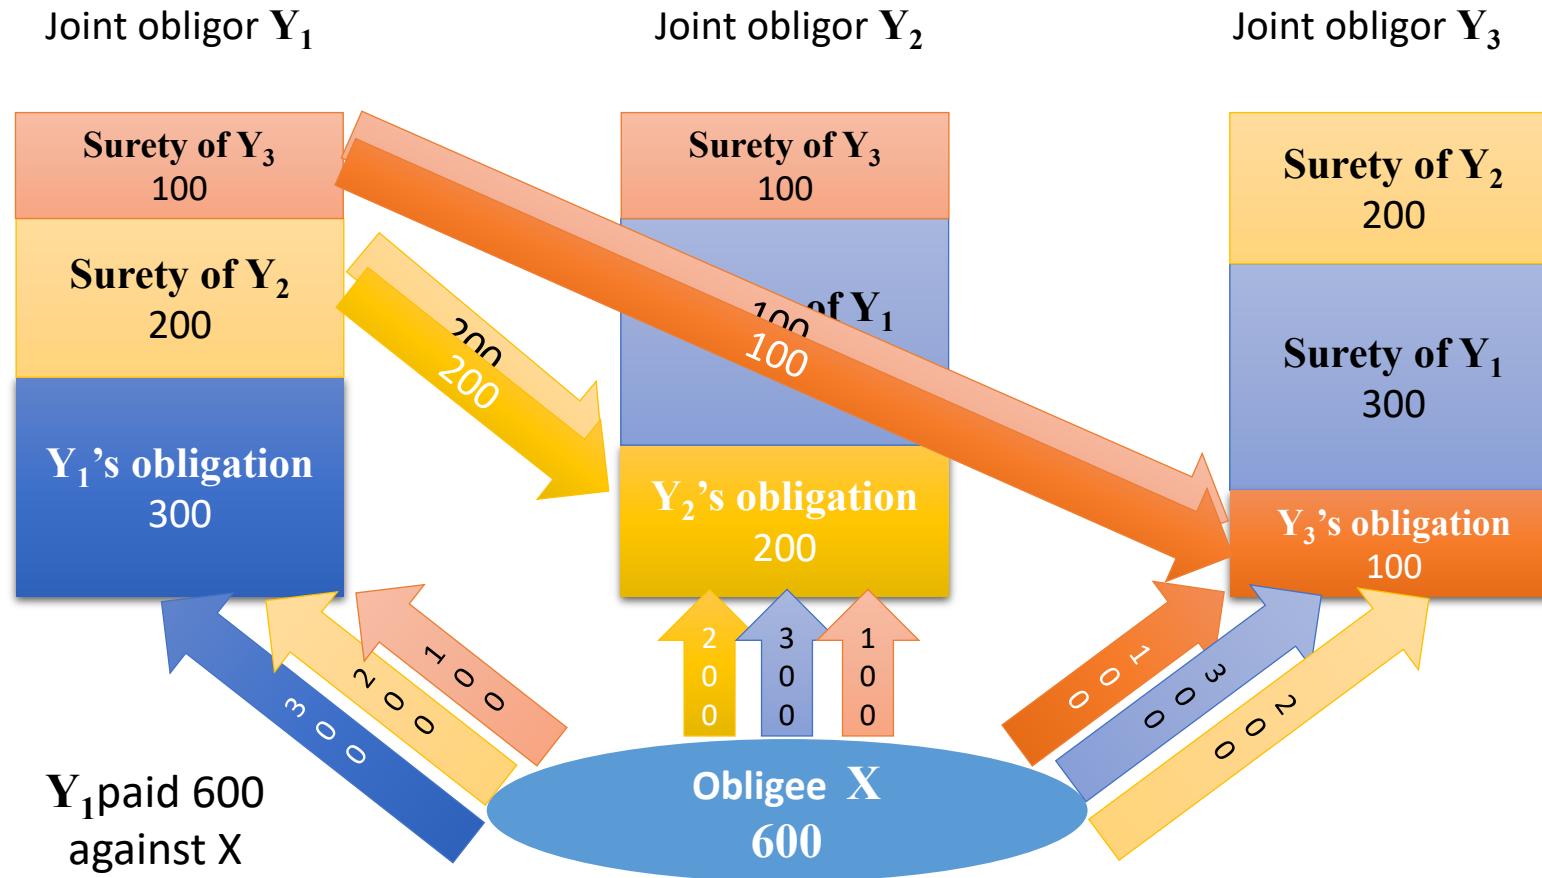 Joint obligor Y₁
Joint obligor Y₂
Joint obligor Y₃
Surety of Y₃
100
Surety of Y₂
200
Y₁’s obligation
300
Surety of Y₃
100
of Y₁
Y₂’s obligation
200
Surety of Y₂
200
Surety of Y₁
300
Y₃’s obligation
100
100
100
200
200
300
200
100
200
300
100
100
300
200
Obligee X
600
Y₁paid 600
against X